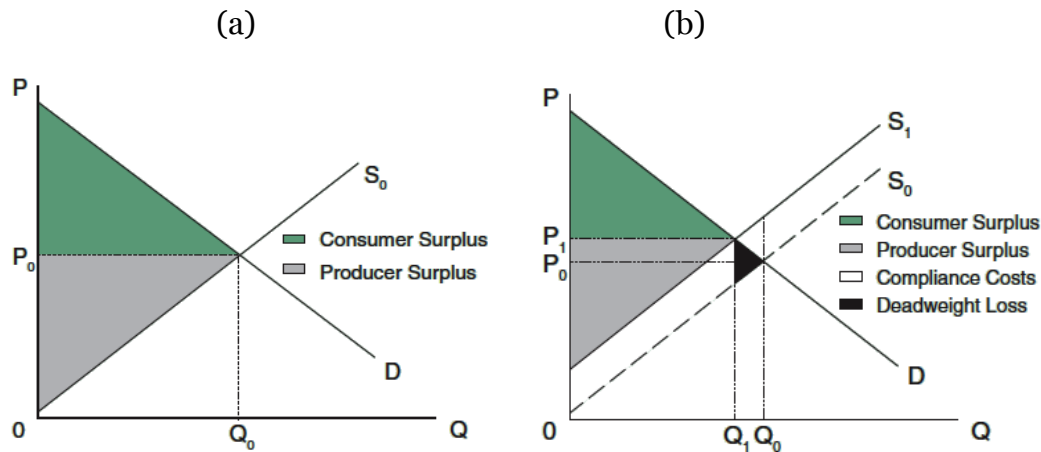 (a)
P
S₀
Consumer Surplus
P₀
Producer Surplus
D
0
Q₀
Q
(b)
P
S₁
S₀
Consumer Surplus
P₁
Producer Surplus
P₀
Compliance Costs
Deadweight Loss
D
0
Q₁
Q₀
Q